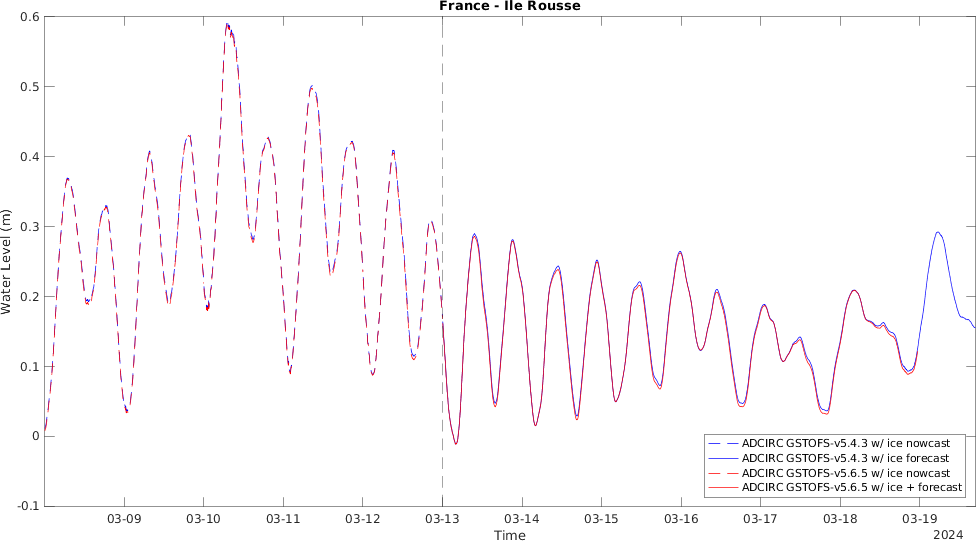 France - Ile Rousse
Water Level (m)
0.6
0.5
0.4
0.3
0.2
0.1
0
-0.1
03-09
03-10
03-11
03-12
03-13
03-14
03-15
03-16
03-17
03-18
03-19
Time
2024
ADCIRC GSTOFS-v5.4.3 w/ ice nowcast
ADCIRC GSTOFS-v5.4.3 w/ ice forecast
ADCIRC GSTOFS-v5.6.5 w/ ice nowcast
ADCIRC GSTOFS-v5.6.5 w/ ice + forecast